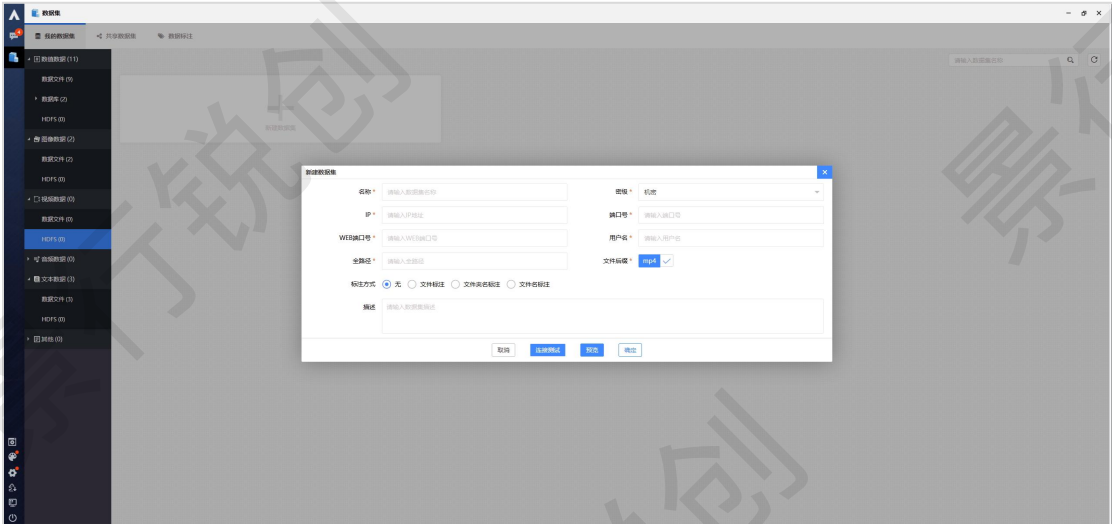 数据集
4
我的数据集 共享数据集 数据标注
数值数据 (11)
请输入数据集名称
数据文件 (9)
数据库 (2)
HDFS (0)
新建数据集
图像数据 (2)
数据文件 (2)
HDFS (0)
视频数据 (0)
数据文件 (0)
HDFS (0)
音频数据 (0)
文本数据 (3)
数据文件 (3)
HDFS (0)
其他 (0)
新建数据集
名称 * 请输入数据集名称 密级 * 机密
IP * 请输入IP地址 端口号 * 请输入端口号
WEB端口号 * 请输入WEB端口号 用户名 * 请输入用户名
全路径 * 请输入全路径 文件后缀 * mp4
标注方式 无 文件标注 文件夹名标注 文件名标注
描述 请输入数据集描述
取消 连接测试 预览 确定
景行锐创